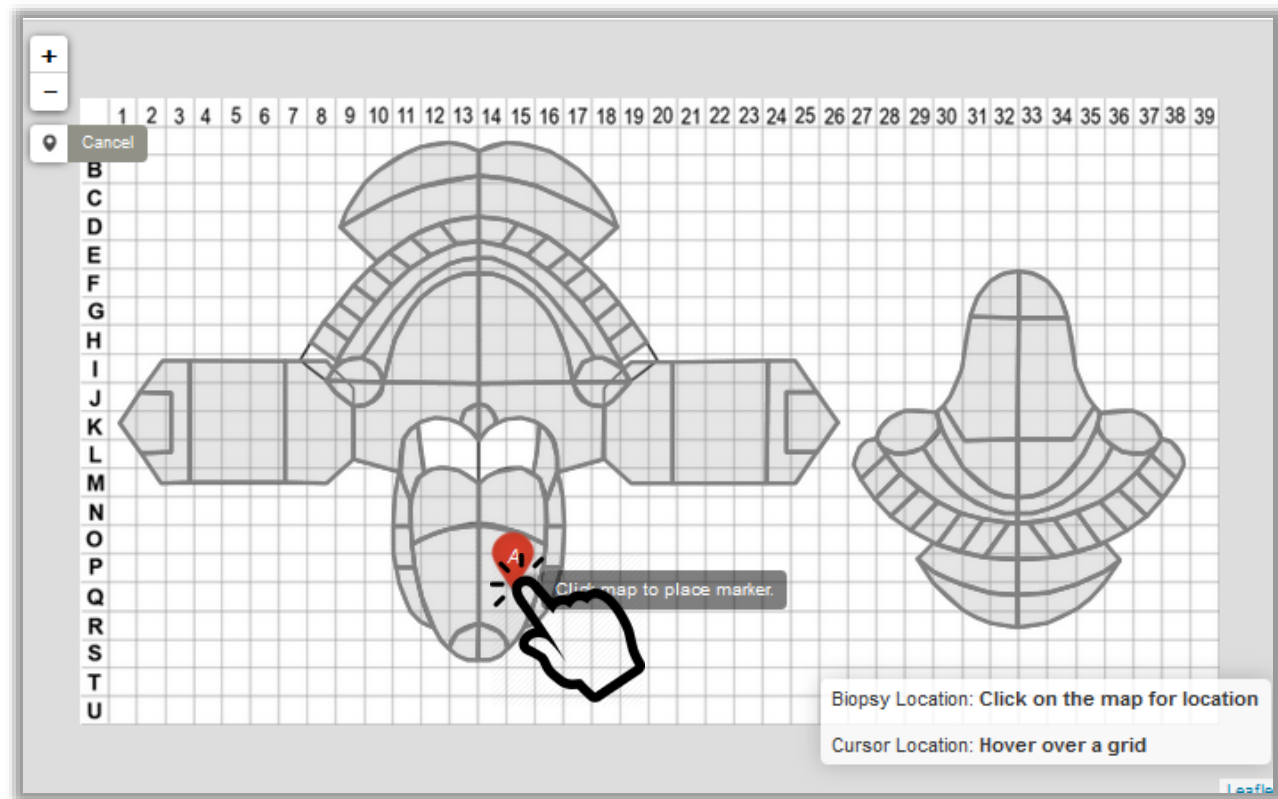 +
−
1 2 3 4 5 6 7 8 9 10 11 12 13 14 15 16 17 18 19 20 21 22 23 24 25 26 27 28 29 30 31 32 33 34 35 36 37 38 39
Cancel
B
C
D
E
F
G
H
I
J
K
L
M
N
O
A
P
Click map to place marker.
Q
R
S
T
U
Biopsy Location: Click on the map for location
Cursor Location: Hover over a grid